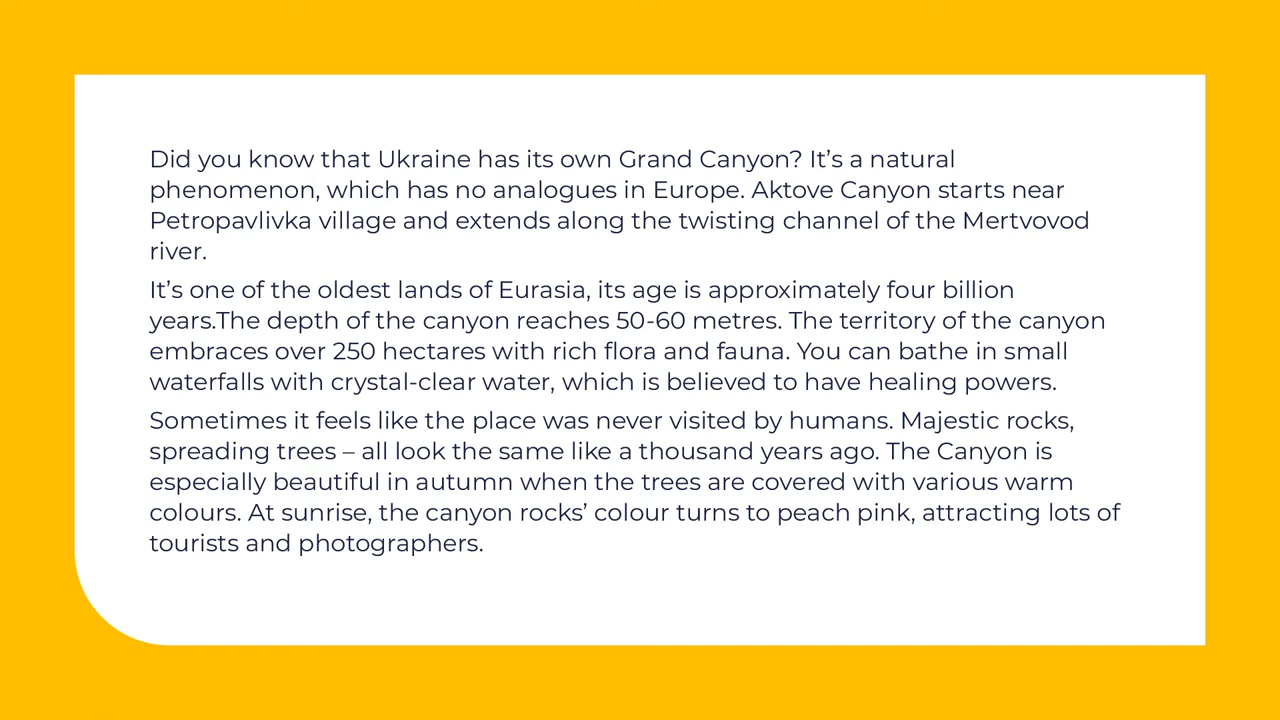 Did you know that Ukraine has its own Grand Canyon? It’s a natural
phenomenon, which has no analogues in Europe. Aktove Canyon starts near
Petropavlivka village and extends along the twisting channel of the Mertvovod
river.
It’s one of the oldest lands of Eurasia, its age is approximately four billion
years.The depth of the canyon reaches 50-60 metres. The territory of the canyon
embraces over 250 hectares with rich flora and fauna. You can bathe in small
waterfalls with crystal-clear water, which is believed to have healing powers.
Sometimes it feels like the place was never visited by humans. Majestic rocks,
spreading trees – all look the same like a thousand years ago. The Canyon is
especially beautiful in autumn when the trees are covered with various warm
colours. At sunrise, the canyon rocks’ colour turns to peach pink, attracting lots of
tourists and photographers.